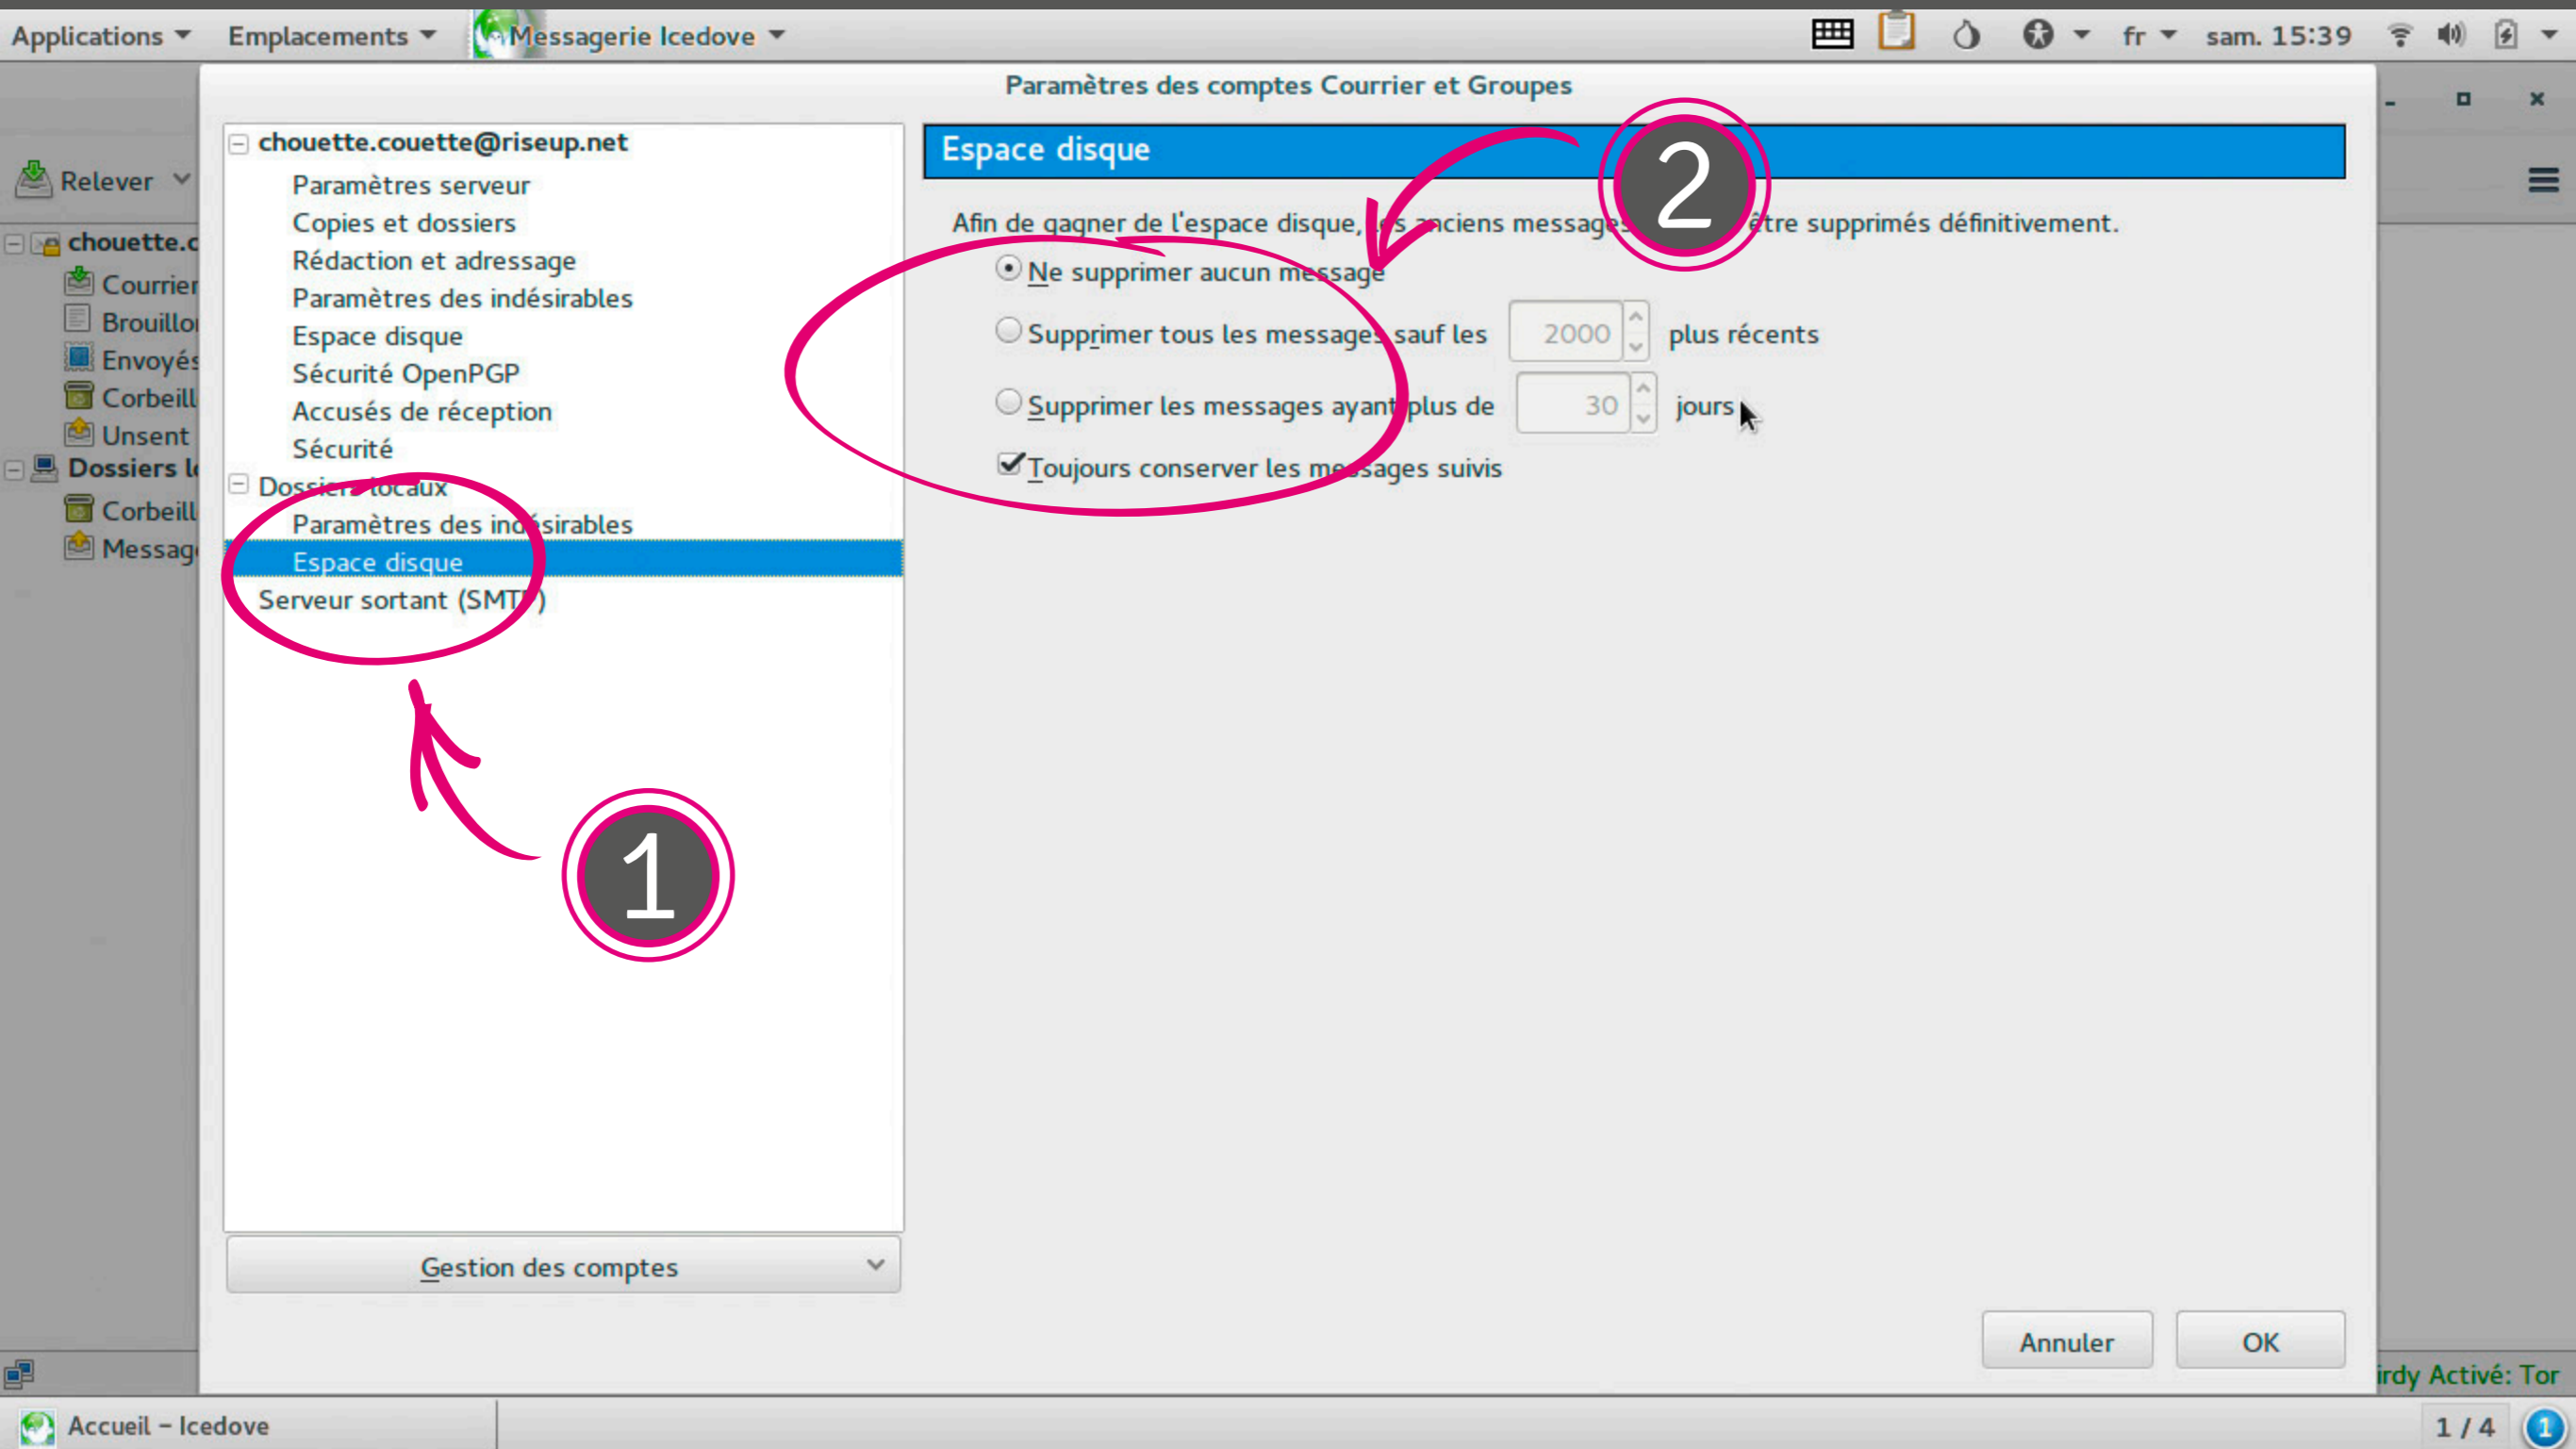 Applications Emplacements Messagerie Icedove fr sam. 15:39
Paramètres des comptes Courrier et Groupes
Relever
chouette.c
Courrier
Brouillo
Envoyés
Corbeill
Unsent
Dossiers l
Corbeill
Messag
chouette.couette@riseup.net
Paramètres serveur
Copies et dossiers
Rédaction et adressage
Paramètres des indésirables
Espace disque
Sécurité OpenPGP
Accusés de réception
Sécurité
Dossiers locaux
Paramètres des indésirables
Espace disque
Serveur sortant (SMTP)
1
Gestion des comptes
Espace disque
2
Afin de gagner de l'espace disque, les anciens messages être supprimés définitivement.
Ne supprimer aucun message
Supprimer tous les messages sauf les 2000 plus récents
Supprimer les messages ayant plus de 30 jours
Toujours conserver les messages suivis
Annuler OK
irdy Activé: Tor
Accueil – Icedove 1 / 4 1